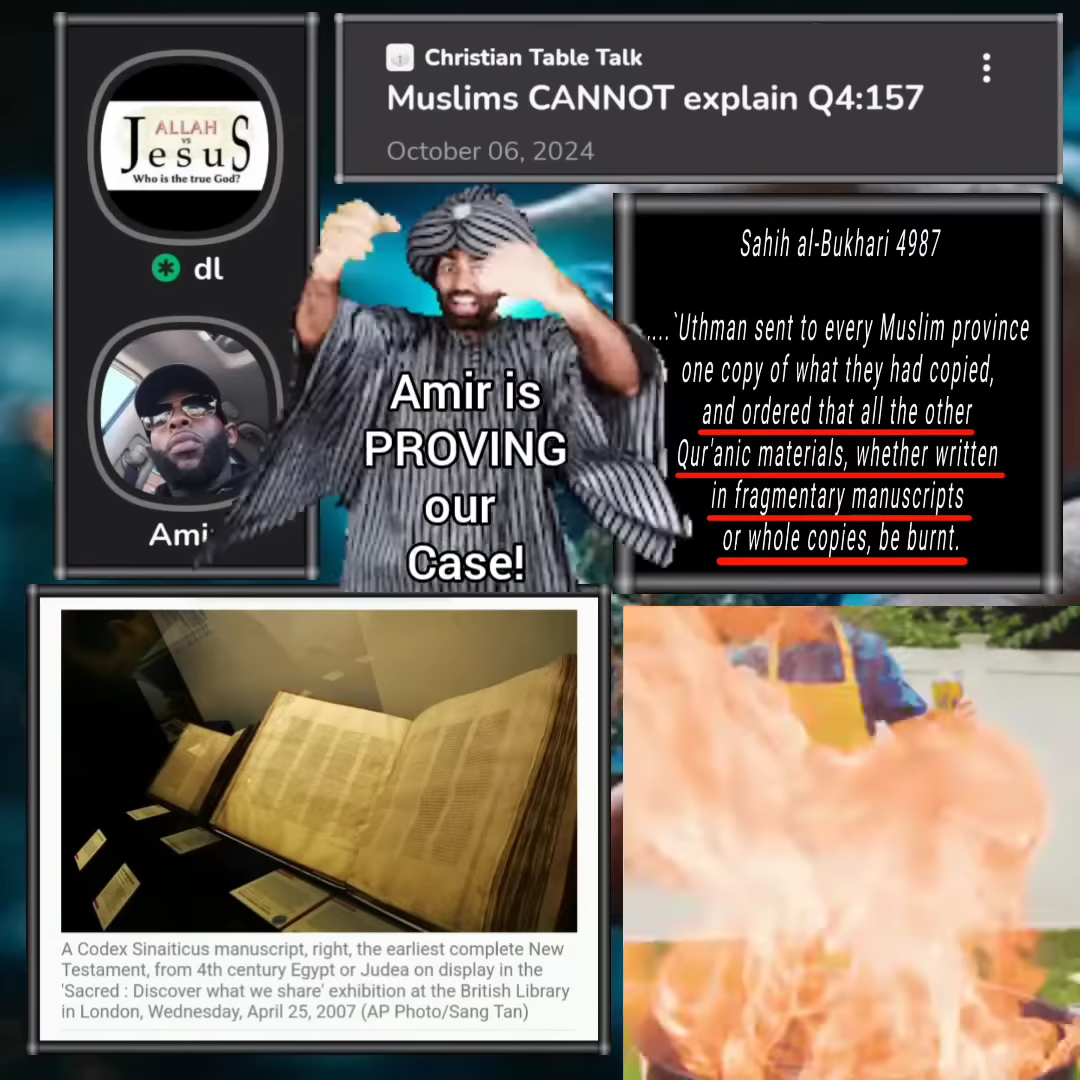 ALLAH
vs
Jesus
Who is the true God?
dl
Ami
Christian Table Talk
Muslims CANNOT explain Q4:157
October 06, 2024
Amir is
PROVING
our
Case!
Sahih al-Bukhari 4987
....`Uthman sent to every Muslim province
one copy of what they had copied,
and ordered that all the other
Qur'anic materials, whether written
in fragmentary manuscripts
or whole copies, be burnt.
A Codex Sinaiticus manuscript, right, the earliest complete New
Testament, from 4th century Egypt or Judea on display in the
'Sacred : Discover what we share' exhibition at the British Library
in London, Wednesday, April 25, 2007 (AP Photo/Sang Tan)